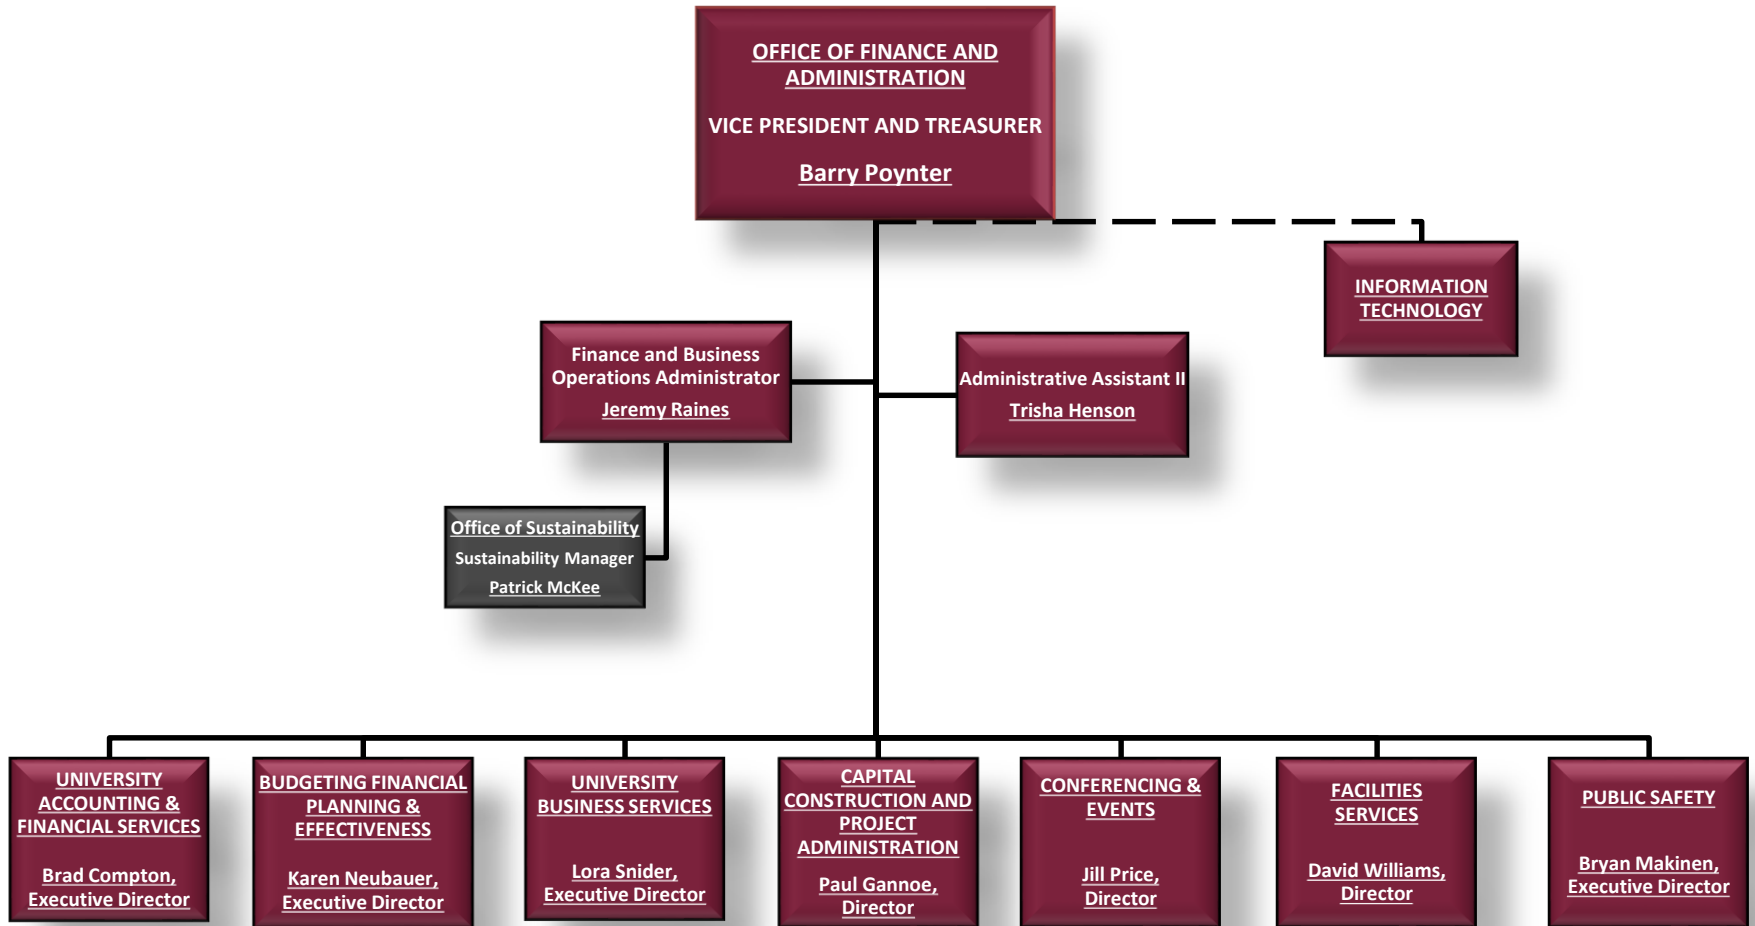 OFFICE OF FINANCE AND
ADMINISTRATION
VICE PRESIDENT AND TREASURER
Barry Poynter
INFORMATION
TECHNOLOGY
Finance and Business
Operations Administrator
Jeremy Raines
Administrative Assistant II
Trisha Henson
Office of Sustainability
Sustainability Manager
Patrick McKee
UNIVERSITY
ACCOUNTING &
FINANCIAL SERVICES
Brad Compton,
Executive Director
BUDGETING FINANCIAL
PLANNING &
EFFECTIVENESS
Karen Neubauer,
Executive Director
UNIVERSITY
BUSINESS SERVICES
Lora Snider,
Executive Director
CAPITAL
CONSTRUCTION AND
PROJECT
ADMINISTRATION
Paul Gannoe,
Director
CONFERENCING &
EVENTS
Jill Price,
Director
FACILITIES
SERVICES
David Williams,
Director
PUBLIC SAFETY
Bryan Makinen,
Executive Director